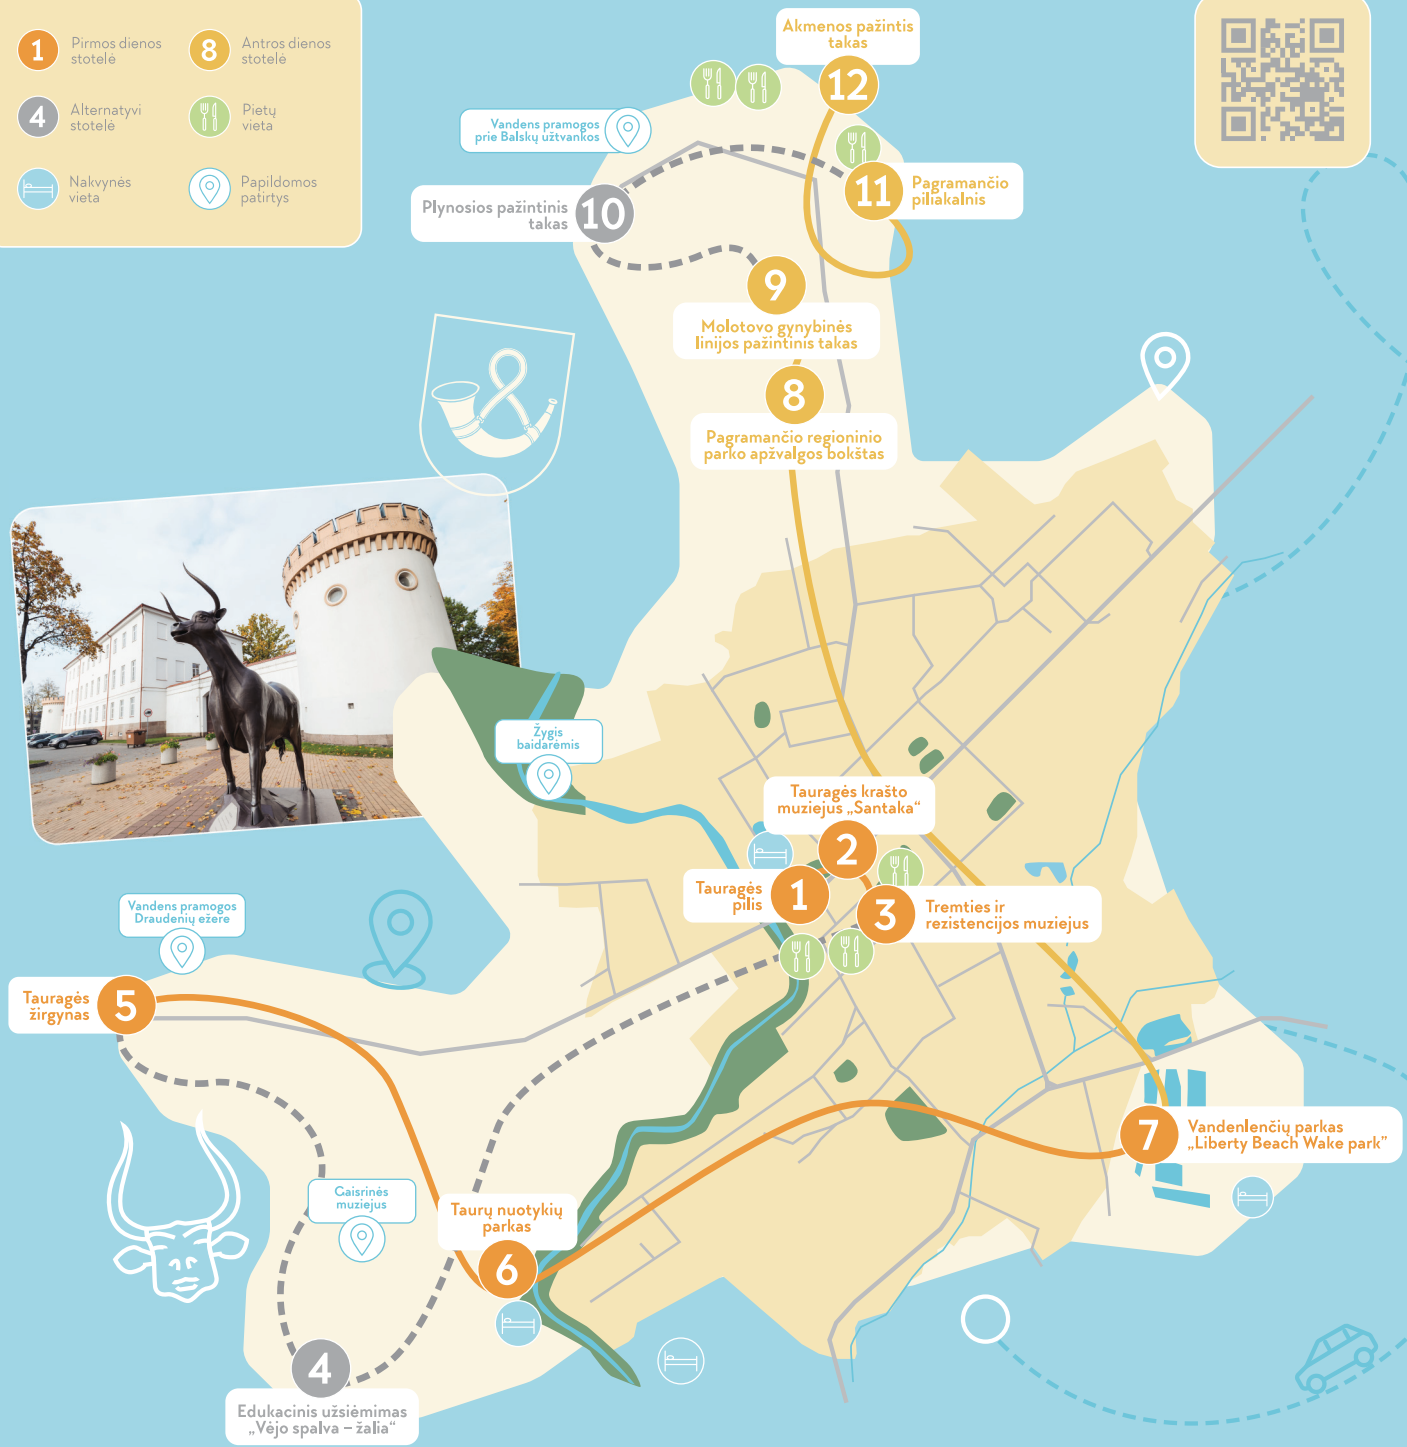 1
Pirmos dienos
stotelė
8
Antros dienos
stotelė
4
Alternatyvi
stotelė
Pietų
vieta
Nakvynės
vieta
Papildomos
patirtys
Akmenos pažintis
takas
12
Vandens pramogos
prie Balskų užtvankos
11
Pagramančio
piliakalnis
Plynosios pažintinis
takas
10
9
Molotovo gynybinės
linijos pažintinis takas
8
Pagramančio regioninio
parko apžvalgos bokštas
Žygis
baidarėmis
Tauragės krašto
muziejus „Santaka“
2
Tauragės
pilis
1
3
Tremties ir
rezistencijos muziejus
Vandens pramogos
Draudenių ežere
Tauragės
žirgynas
5
7
Vandenlenčių parkas
„Liberty Beach Wake park”
Gaisrinės
muziejus
Taurų nuotykių
parkas
6
4
Edukacinis užsiėmimas
„Vėjo spalva – žalia“